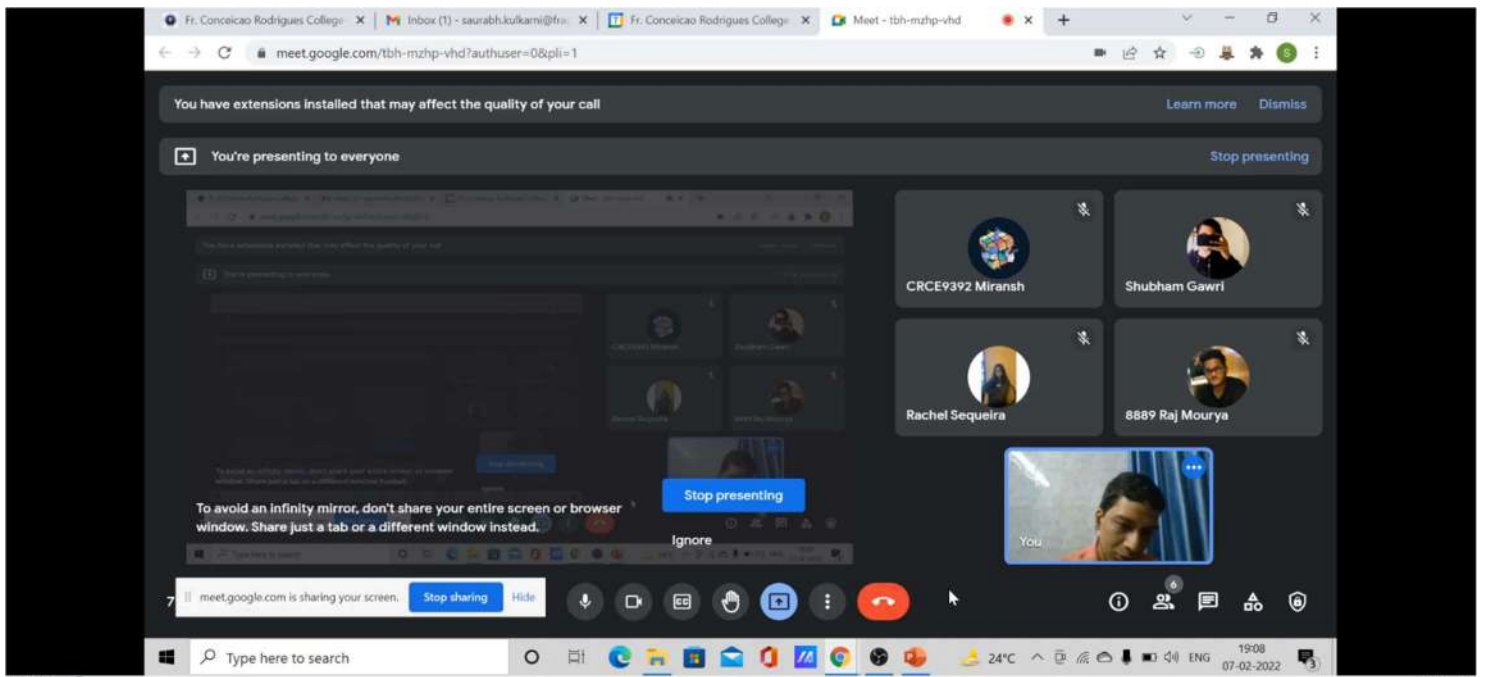 Fr. Conceicao Rodrigues College
Inbox (1) - saurabh.kulkarni@fra
Fr. Conceicao Rodrigues College
Meet - tbh-mzhp-vhd
meet.google.com/tbh-mzhp-vhd?authuser=0&pli=1
S
You have extensions installed that may affect the quality of your call
Learn more
Dismiss
You're presenting to everyone
Stop presenting
CRCE9392 Miransh
Shubham Gawri
Rachel Sequeira
8889 Raj Mourya
To avoid an infinity mirror, don't share your entire screen or browser
window. Share just a tab or a different window instead.
Stop presenting
Ignore
You
7
meet.google.com is sharing your screen.
Stop sharing
Hide
6
Type here to search
24°C
ENG
19:08
07-02-2022
3